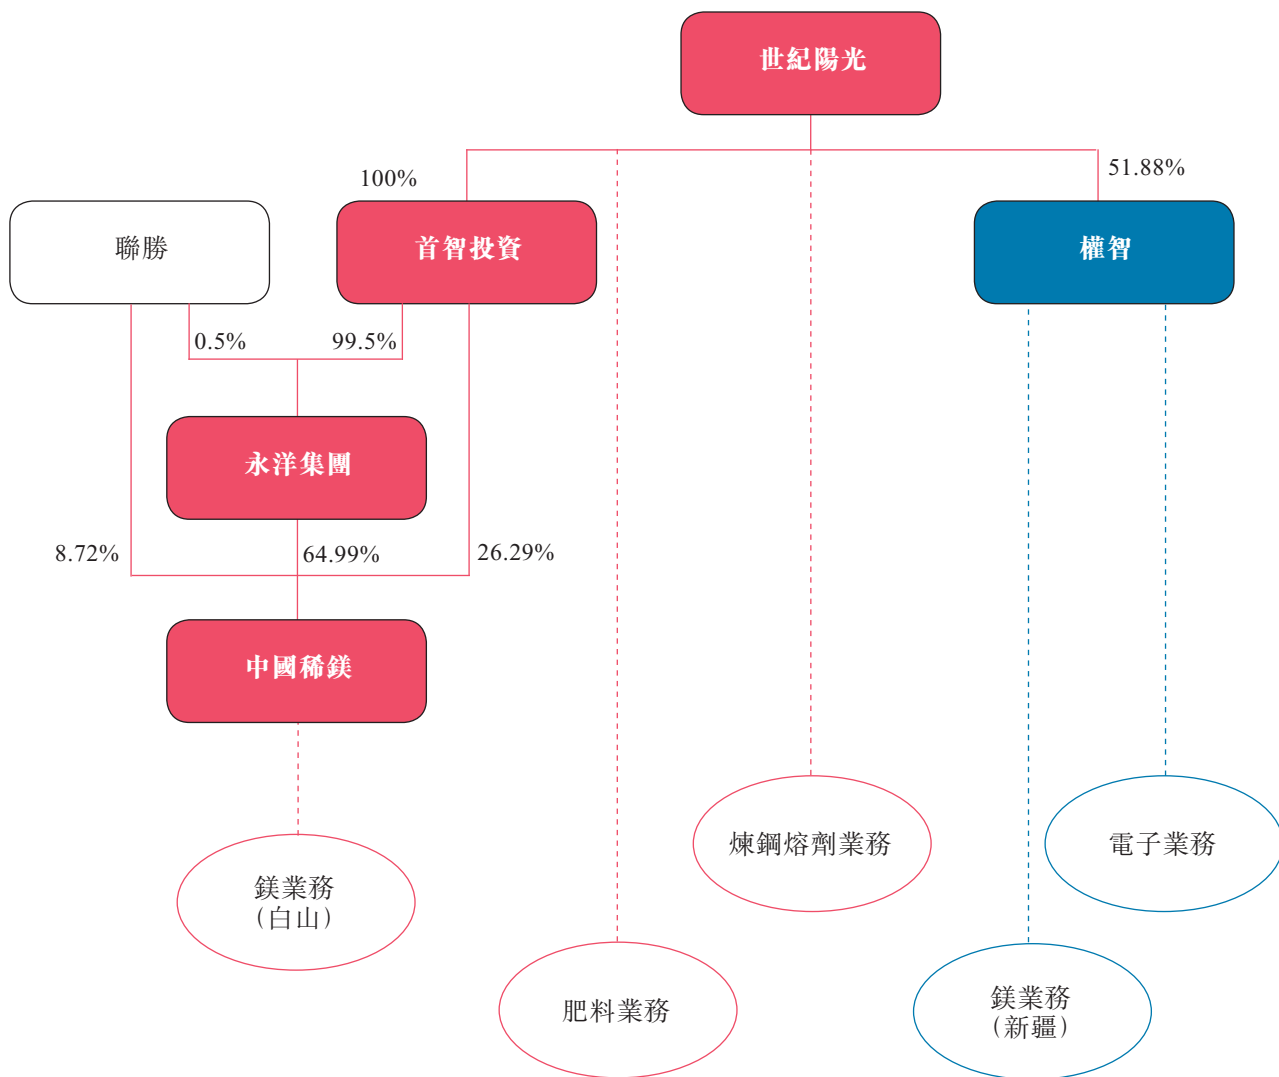 世紀陽光
100%
51.88%
聯勝
首智投資
權智
0.5%
99.5%
永洋集團
8.72%
64.99%
26.29%
中國稀鎂
煉鋼熔劑業務
電子業務
鎂業務
(白山)
肥料業務
鎂業務
(新疆)